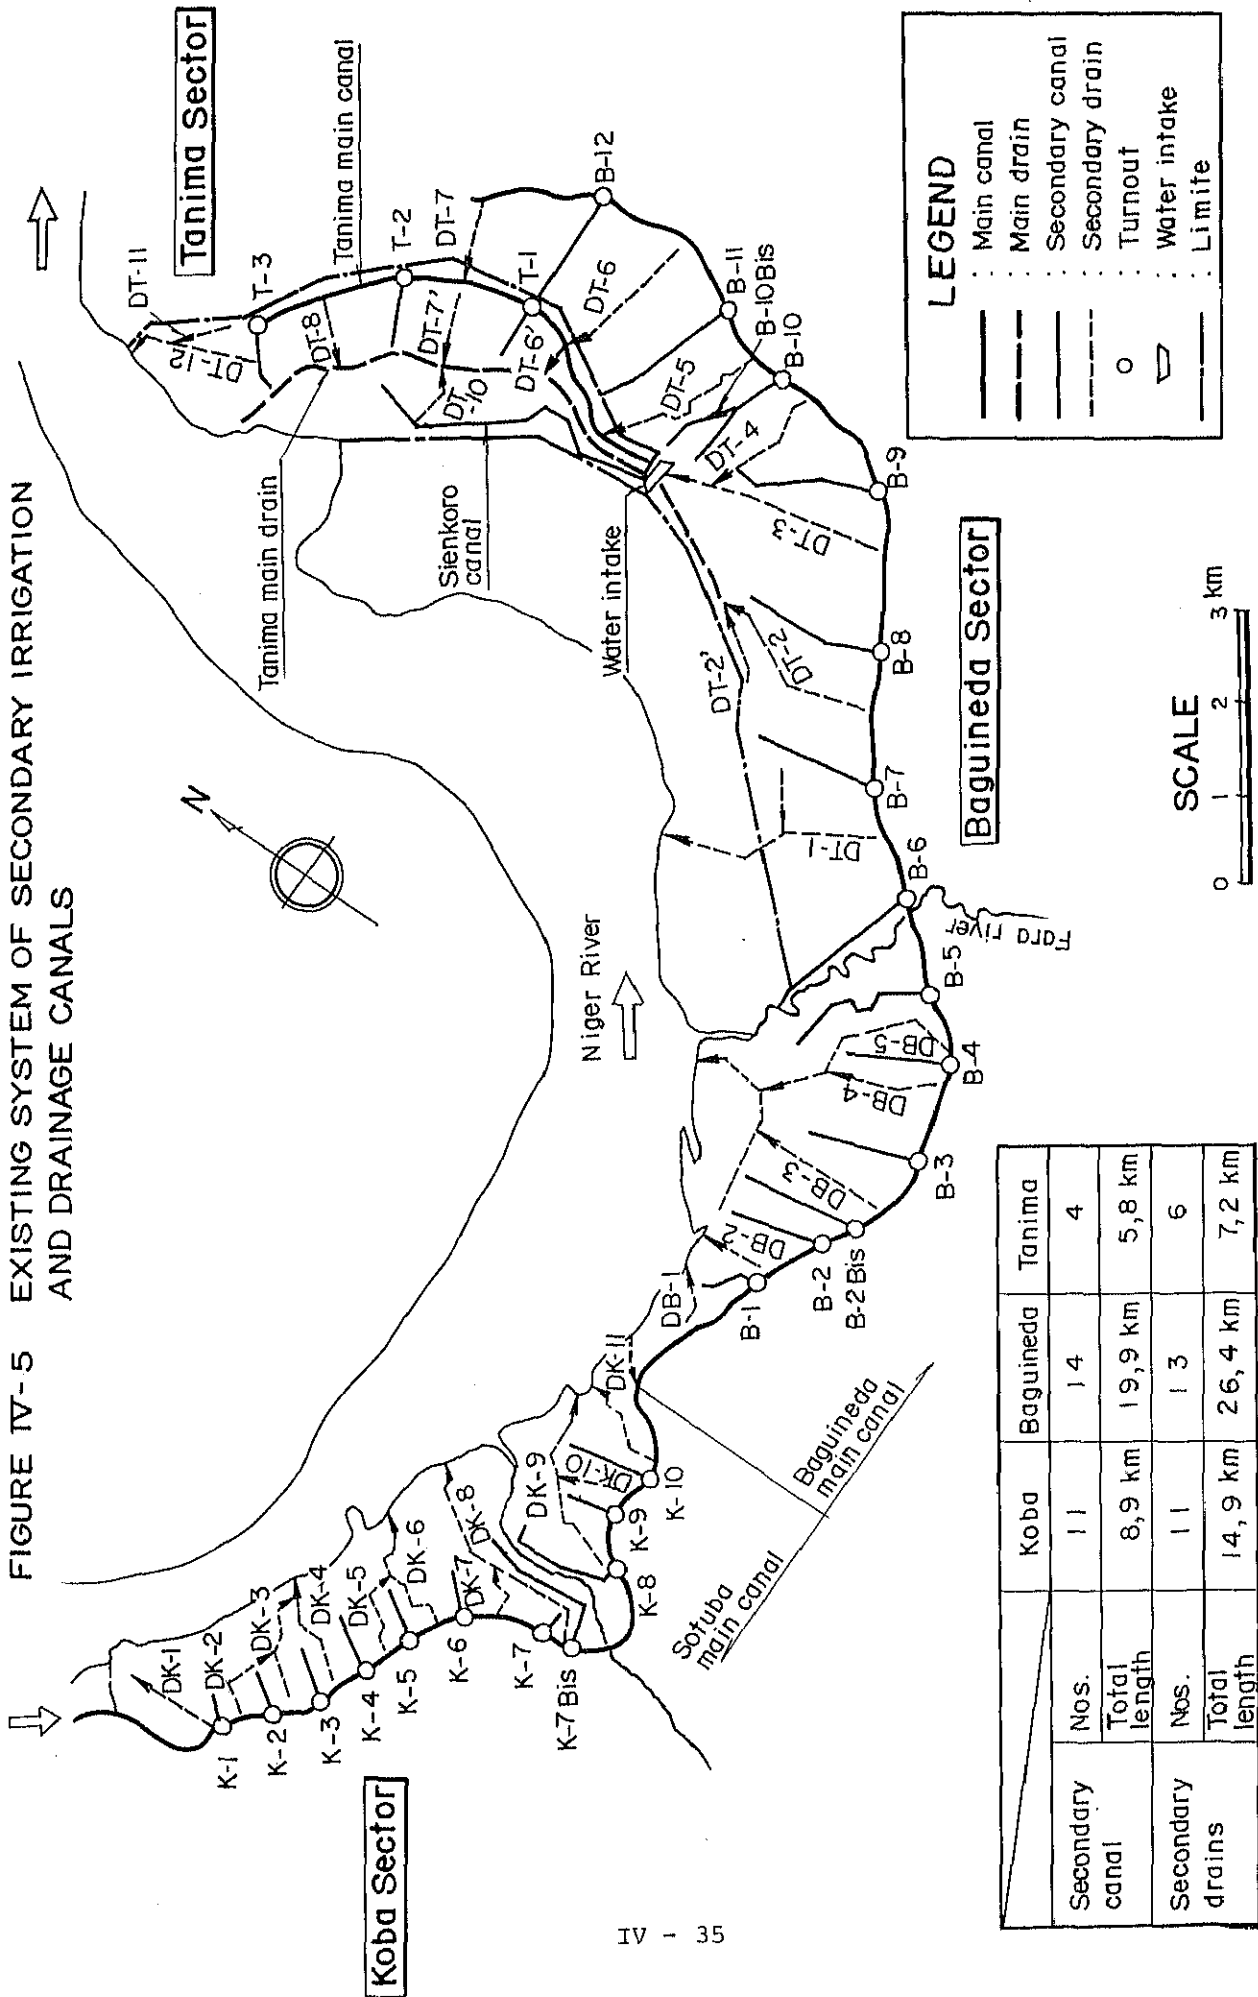 FIGURE IV-5 EXISTING SYSTEM OF SECONDARY IRRIGATION
AND DRAINAGE CANALS
Koba Sector
K-1
K-2
K-3
K-4
K-5
K-6
K-7
K-7Bis
K-8
K-9
K-10
DK-1
DK-2
DK-3
DK-4
DK-5
DK-6
DK-7
DK-8
DK-9
DK-10
DK-11
Sotuba
main canal
Baguineda
main canal
Niger River
N
DB-1
DB-2
DB-3
DB-4
DB-5
B-1
B-2
B-2Bis
B-3
B-4
B-5
B-6
Fara river
B-7
B-8
B-9
B-10
B-10Bis
B-11
B-12
Baguineda Sector
DT-1
DT-2
DT-2'
DT-3
DT-4
DT-5
DT-6
DT-6'
DT-7
DT-7'
DT-8
DT
-10
DT-11
DT-12
T-1
T-2
T-3
Water intake
Sienkoro
canal
Tanima main drain
Tanima main canal
Tanima Sector
LEGEND
: Main canal
: Main drain
: Secondary canal
: Secondary drain
: Turnout
: Water intake
: Limite
SCALE
0 1 2 3 km
Koba Baguineda Tanima
Secondary canal Nos. 11 14 4
Total length 8,9 km 19,9 km 5,8 km
Secondary drains Nos. 11 13 6
Total length 14,9 km 26,4 km 7,2 km
IV - 35